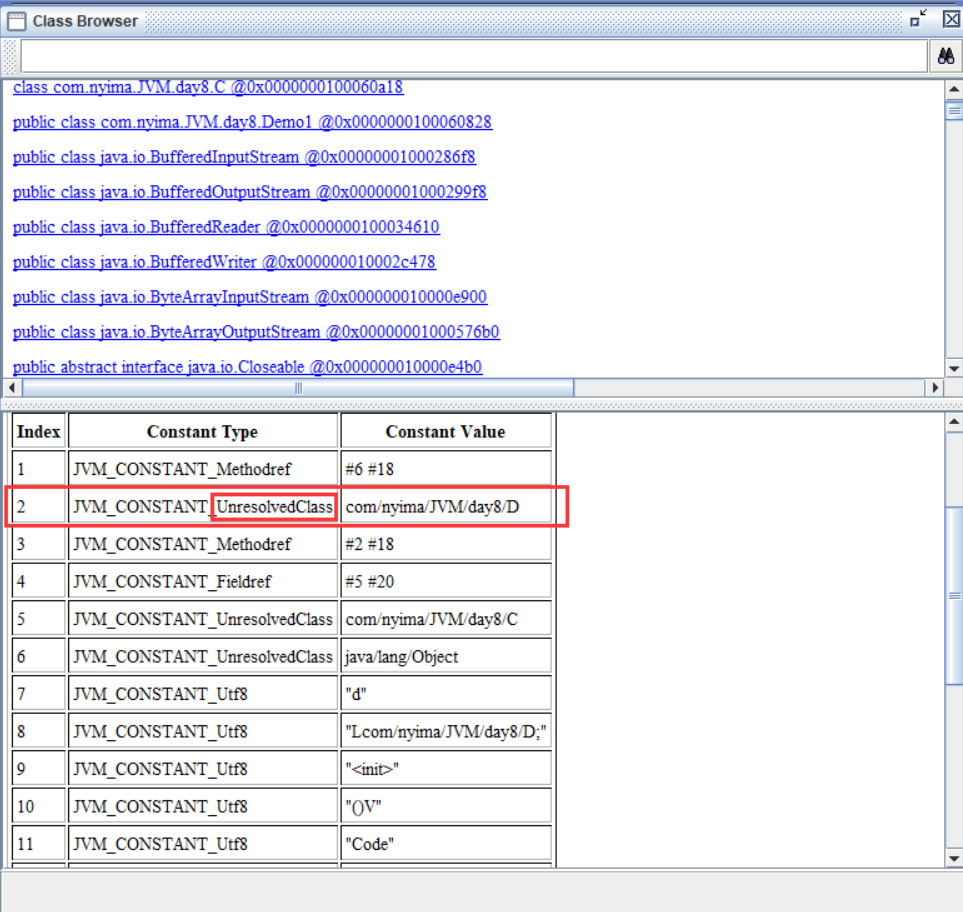 Class Browser
class com.nyima.JVM.day8.C @0x0000000100060a18
public class com.nyima.JVM.day8.Demo1 @0x0000000100060828
public class java.io.BufferedInputStream @0x00000001000286f8
public class java.io.BufferedOutputStream @0x00000001000299f8
public class java.io.BufferedReader @0x0000000100034610
public class java.io.BufferedWriter @0x000000010002c478
public class java.io.ByteArrayInputStream @0x000000010000e900
public class java.io.ByteArrayOutputStream @0x00000001000576b0
public abstract interface java.io.Closeable @0x000000010000e4b0
Index Constant Type Constant Value
1 JVM_CONSTANT_Methodref #6 #18
2 JVM_CONSTANT_UnresolvedClass com/nyima/JVM/day8/D
3 JVM_CONSTANT_Methodref #2 #18
4 JVM_CONSTANT_Fieldref #5 #20
5 JVM_CONSTANT_UnresolvedClass com/nyima/JVM/day8/C
6 JVM_CONSTANT_UnresolvedClass java/lang/Object
7 JVM_CONSTANT_Utf8 "d"
8 JVM_CONSTANT_Utf8 "Lcom/nyima/JVM/day8/D;"
9 JVM_CONSTANT_Utf8 "<init>"
10 JVM_CONSTANT_Utf8 "()V"
11 JVM_CONSTANT_Utf8 "Code"